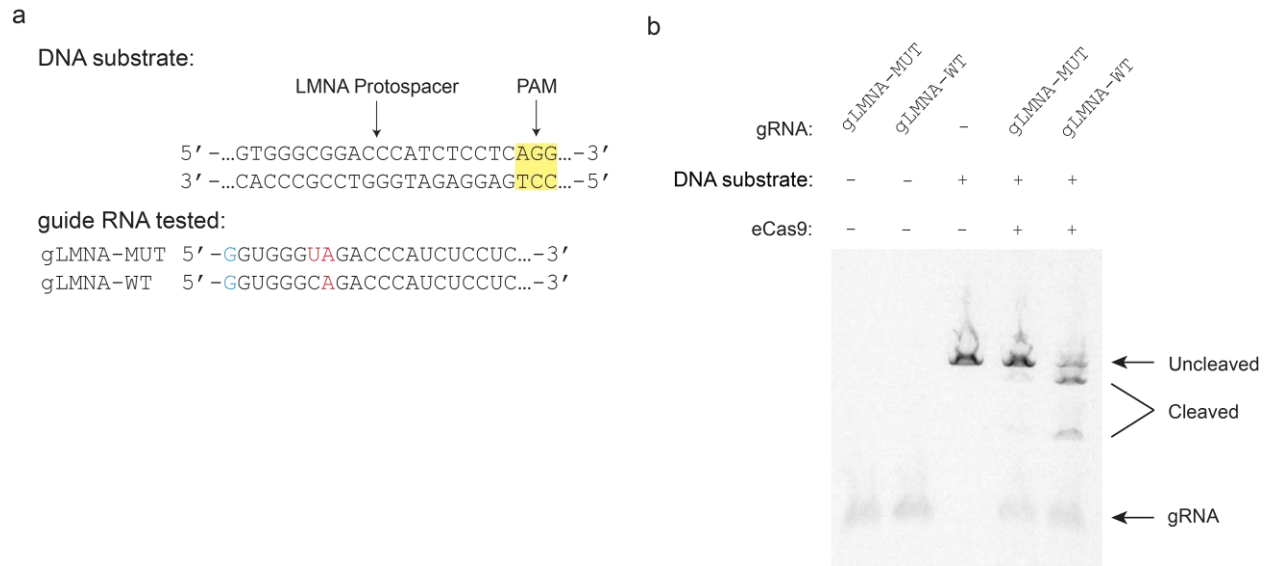 a
DNA substrate:
LMNA Protospacer PAM
5′-…GTGGGCGGACCCATCTCCTCAGG…-3′
3′-…CACCCGCCTGGGTAGAGGAGTCC…-5′
guide RNA tested:
gLMNA-MUT 5′-GGUGGGUAGACCCAUCUCCUC…-3′
gLMNA-WT 5′-GGUGGGCAGACCCAUCUCCUC…-3′
b
gRNA: gLMNA-MUT gLMNA-WT – gLMNA-MUT gLMNA-WT
DNA substrate: – – + + +
eCas9: – – – + +
Uncleaved
Cleaved
gRNA